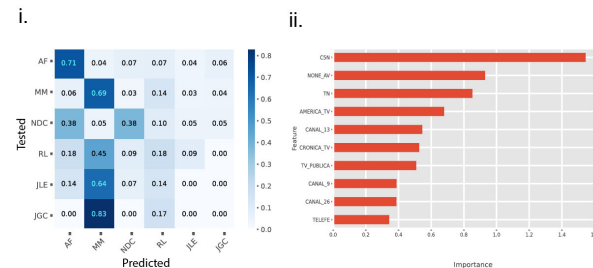 i.
AF 0.71 0.04 0.07 0.07 0.04 0.06
MM 0.06 0.69 0.03 0.14 0.03 0.04
NDC 0.38 0.05 0.38 0.10 0.05 0.05
RL 0.18 0.45 0.09 0.18 0.09 0.00
JLE 0.14 0.64 0.07 0.14 0.00 0.00
JGC 0.00 0.83 0.00 0.17 0.00 0.00
AF MM NDC RL JLE JGC
Tested
Predicted
0.8
0.7
0.6
0.5
0.4
0.3
0.2
0.1
0.0
ii.
CSN
NONE_AV
TN
AMERICA_TV
CANAL_13
CRONICA_TV
TV_PUBLICA
CANAL_9
CANAL_26
TELEFE
Feature
0.0 0.2 0.4 0.6 0.8 1.0 1.2 1.4
Importance